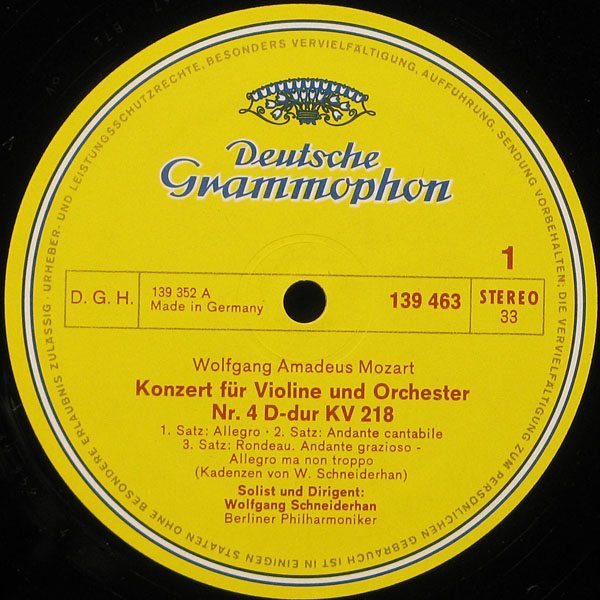 URHEBER- UND LEISTUNGSSCHUTZRECHTE, BESONDERS VERVIELFÄLTIGUNG, AUFFÜHRUNG, SENDUNG VORBEHALTEN; DIE VERVIELFÄLTIGUNG ZUM PERSÖNLICHEN GEBRAUCH IST IN EINIGEN STAATEN OHNE BESONDERE ERLAUBNIS ZULÄSSIG ·
Deutsche
Grammophon
1
D. G. H.
139 352 A
Made in Germany
139 463
STEREO
33
Wolfgang Amadeus Mozart
Konzert für Violine und Orchester
Nr. 4 D-dur KV 218
1. Satz: Allegro · 2. Satz: Andante cantabile
3. Satz: Rondeau. Andante grazioso -
Allegro ma non troppo
(Kadenzen von W. Schneiderhan)
Solist und Dirigent:
Wolfgang Schneiderhan
Berliner Philharmoniker